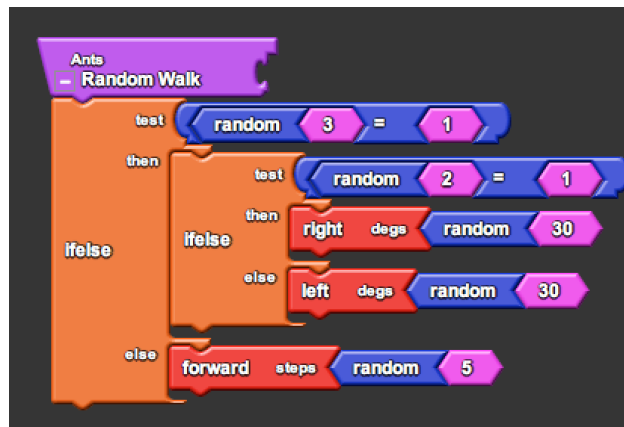 Ants
Random Walk
test random 3 = 1
then test random 2 = 1
ifelse ifelse then right degs random 30
else left degs random 30
else forward steps random 5